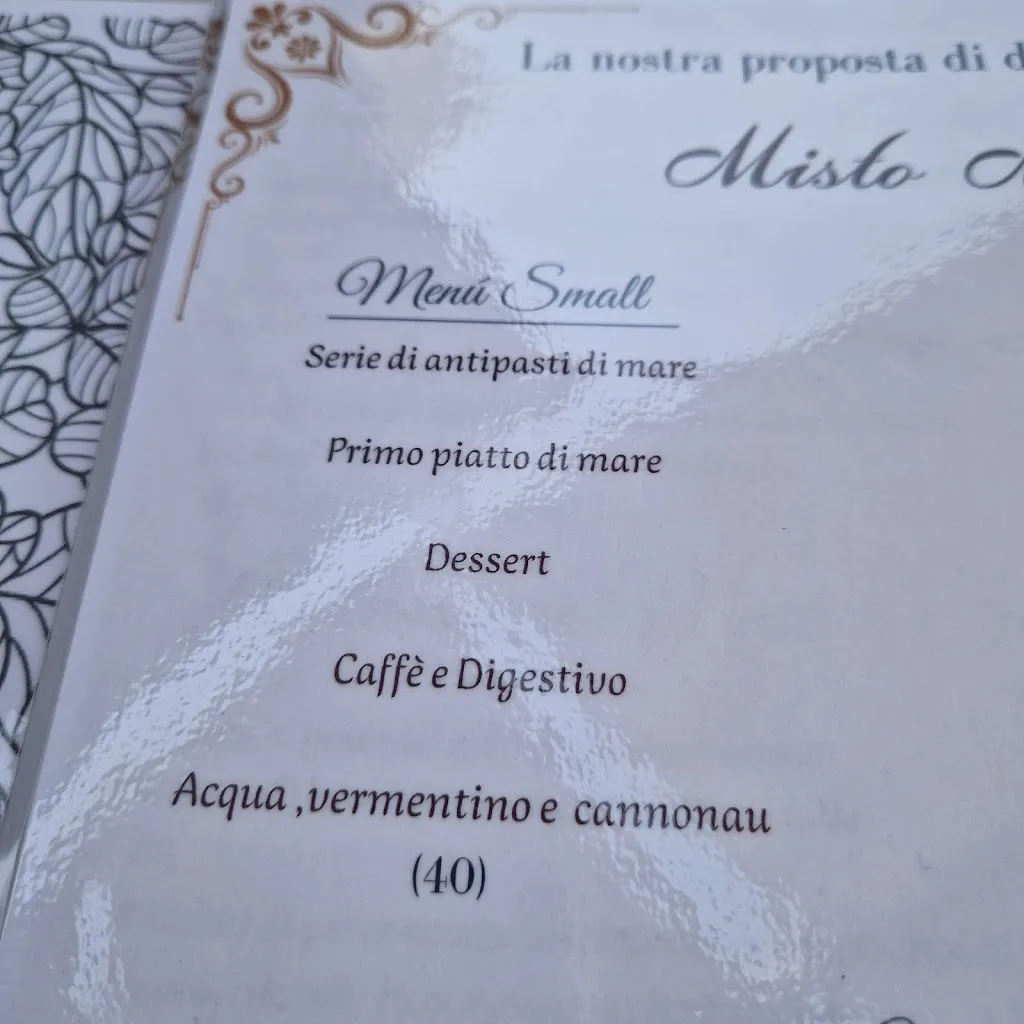 La nostra proposta di
Misto
Menú Small
Serie di antipasti di mare
Primo piatto di mare
Dessert
Caffè e Digestivo
Acqua ,vermentino e cannonau
(40)